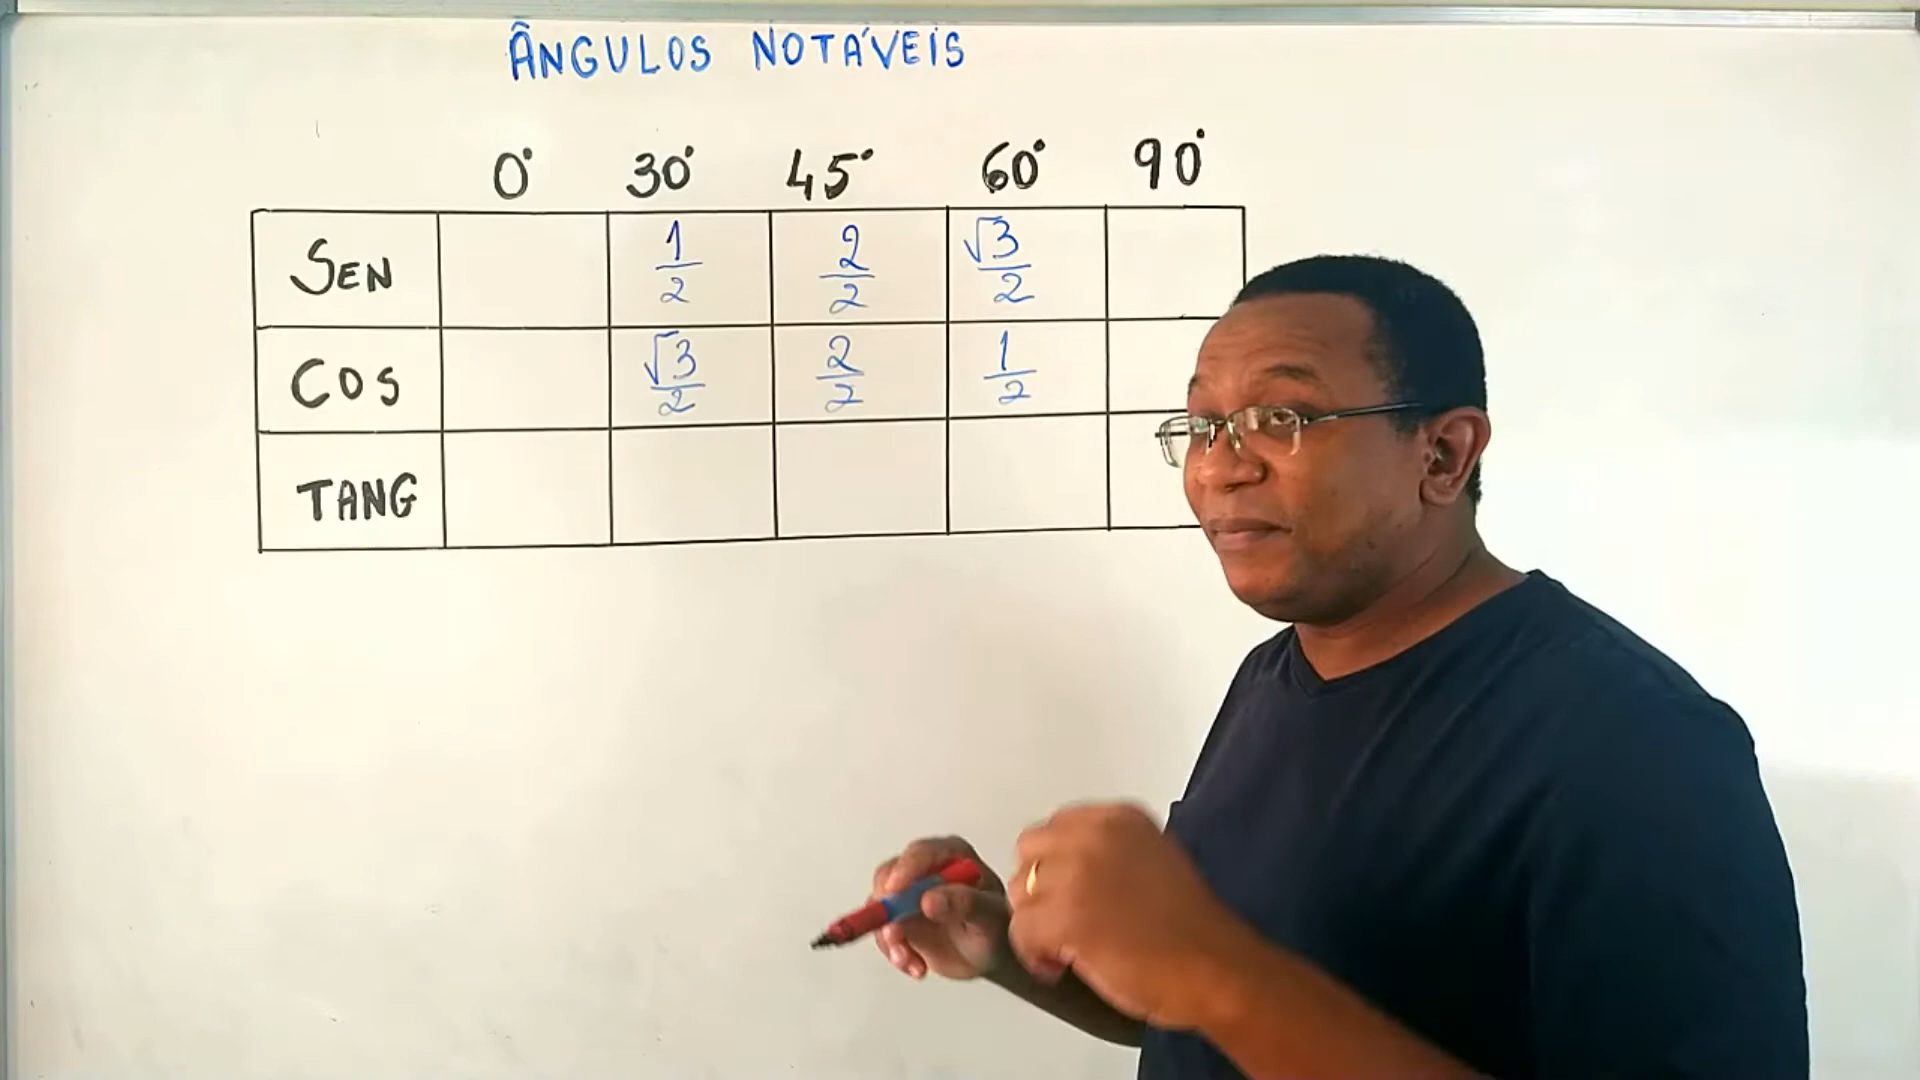 ÂNGULOS NOTÁVEIS
0° 30° 45° 60° 90°
SEN 1/2 2/2 √3/2
COS √3/2 2/2 1/2
TANG